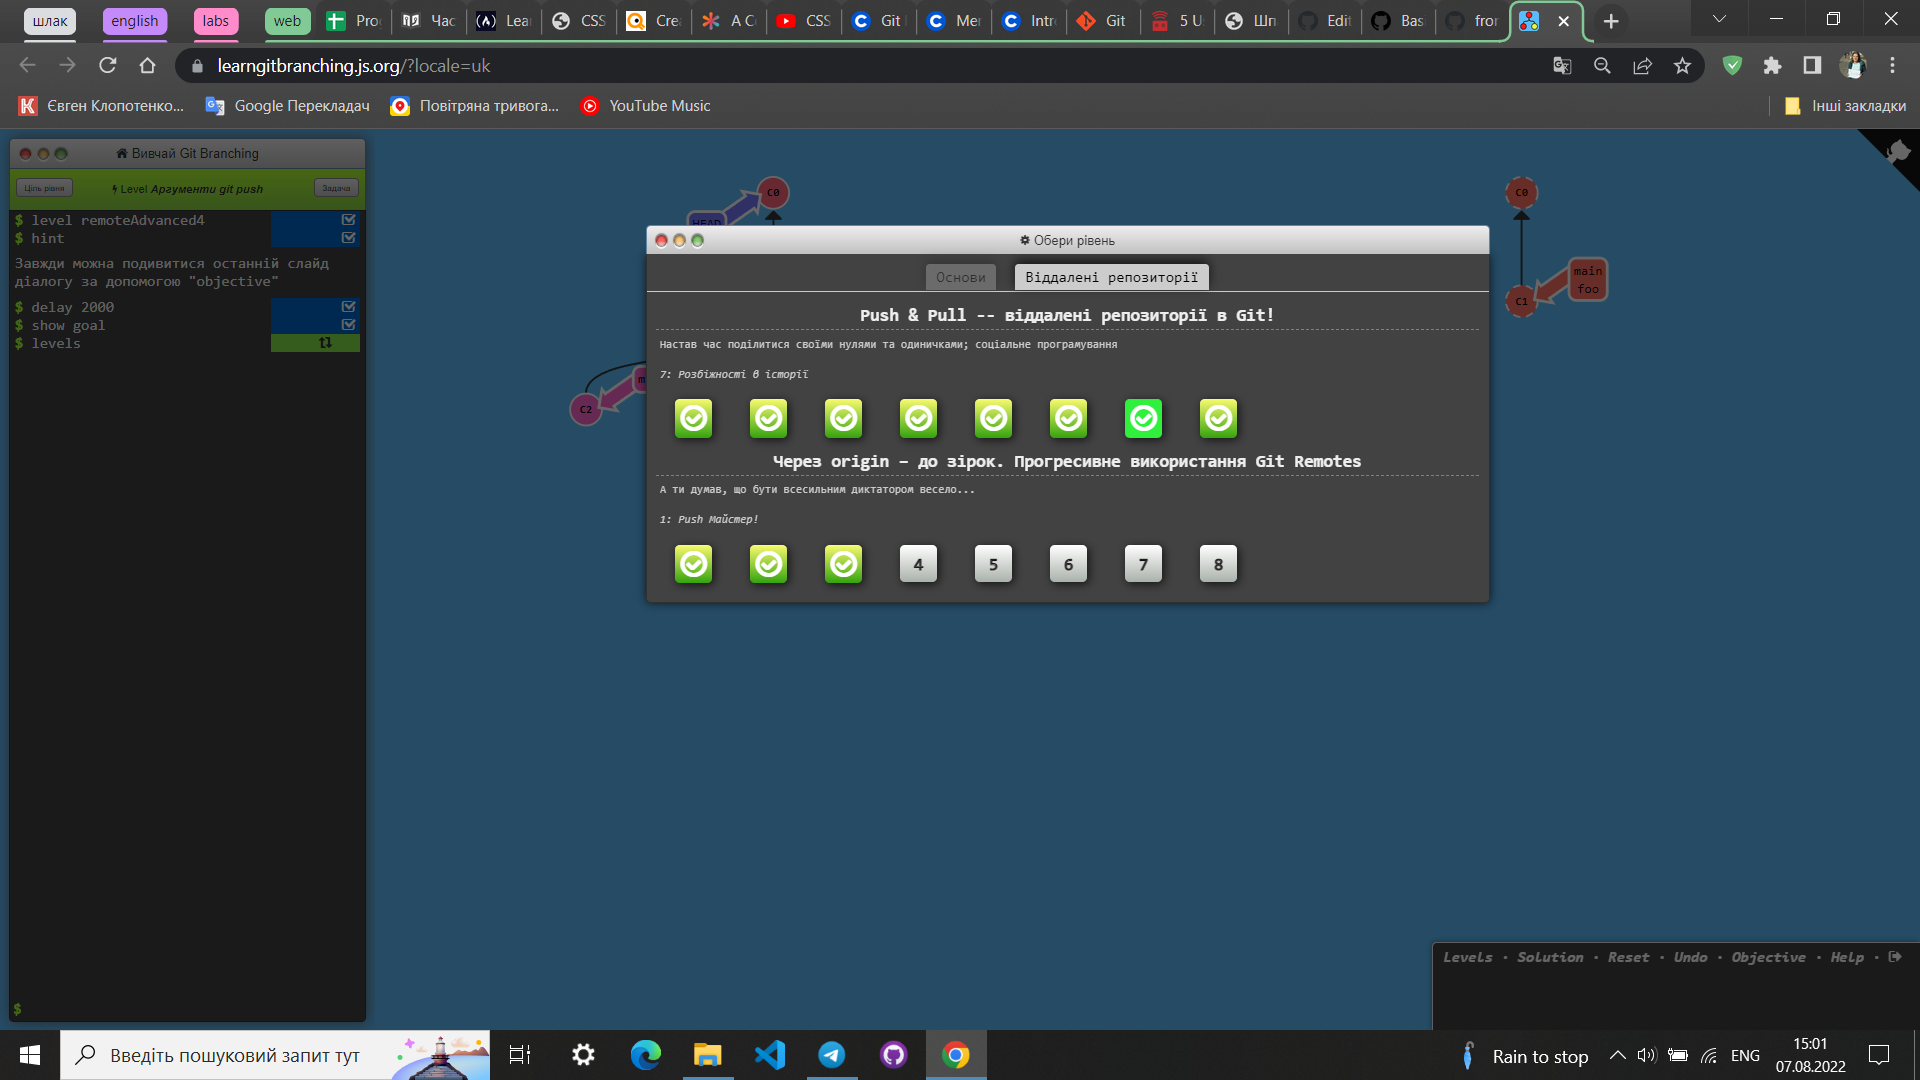 шлак english labs web Pro Час Lea CSS Cre A C CSS Git Mer Intr Git 5 U Шп Edit Bas fror
learngitbranching.js.org/?locale=uk
Євген Клопотенко... Google Перекладач Повітряна тривога... YouTube Music Інші закладки
Вивчай Git Branching
Ціль рівня Level Аргументи git push Задача
$ level remoteAdvanced4
$ hint
Завжди можна подивитися останній слайд
діалогу за допомогою "objective"
$ delay 2000
$ show goal
$ levels
$
C0
HEAD
C2
m
C0
main
foo
C1
Обери рівень
Основи Віддалені репозиторії
Push & Pull -- віддалені репозиторії в Git!
Настав час поділитися своїми нулями та одиничками; соціальне програмування
7: Розбіжності в історії
Через origin – до зірок. Прогресивне використання Git Remotes
А ти думав, що бути всесильним диктатором весело...
1: Push Майстер!
4 5 6 7 8
Levels · Solution · Reset · Undo · Objective · Help ·
Введіть пошуковий запит тут
Rain to stop ENG 15:01
07.08.2022